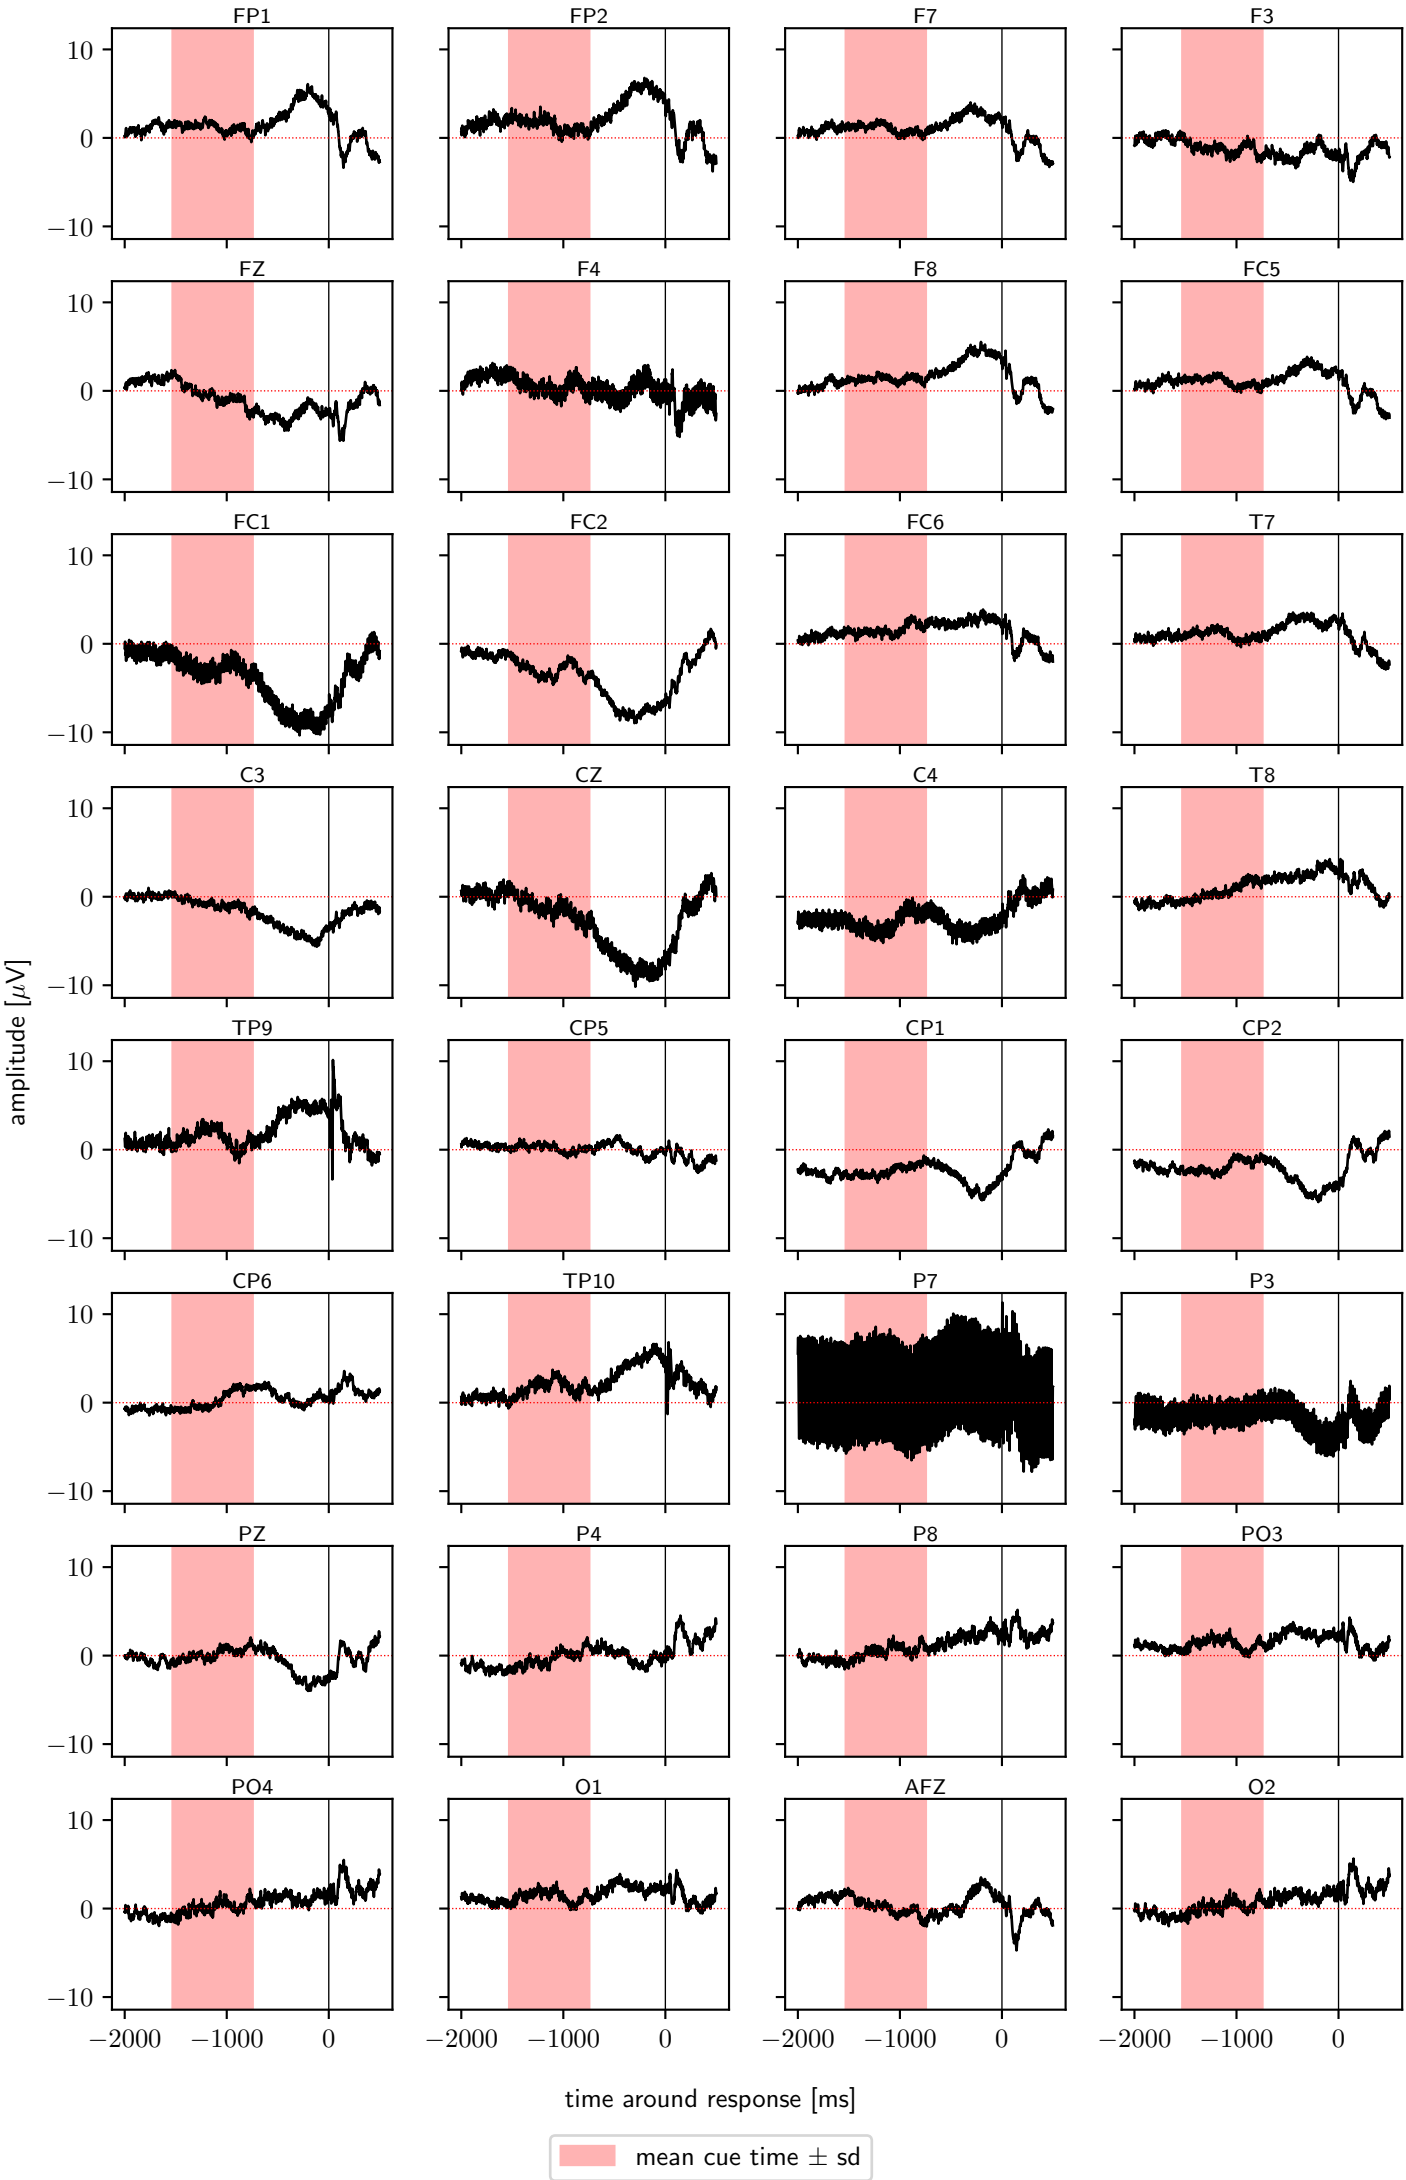 FP1 FP2 F7 F3
10
0
−10
FZ F4 F8 FC5
10
0
−10
FC1 FC2 FC6 T7
10
0
−10
C3 CZ C4 T8
10
0
−10
amplitude [μV]
TP9 CP5 CP1 CP2
10
0
−10
CP6 TP10 P7 P3
10
0
−10
PZ P4 P8 PO3
10
0
−10
PO4 O1 AFZ O2
10
0
−10
−2000 −1000 0 −2000 −1000 0 −2000 −1000 0 −2000 −1000 0
time around response [ms]
mean cue time ± sd